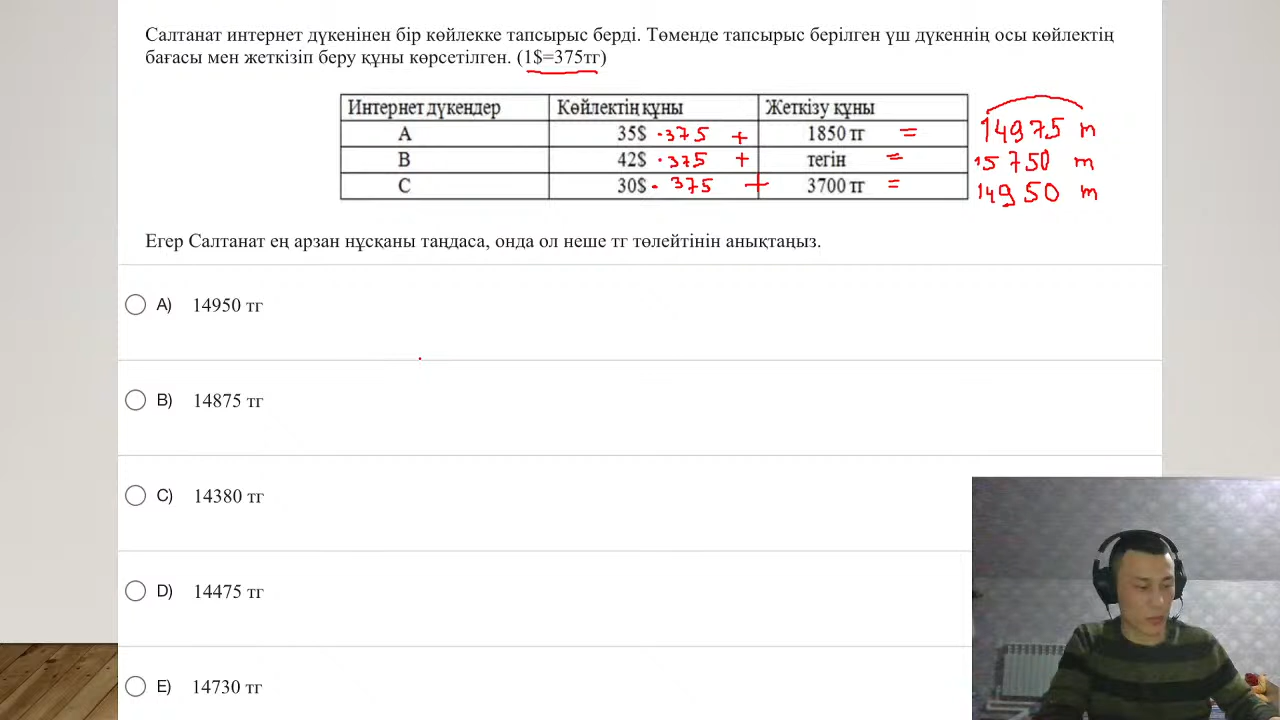 Салтанат интернет дүкенінен бір көйлекке тапсырыс берді. Төменде тапсырыс берілген үш дүкеннің осы көйлектің
бағасы мен жеткізіп беру құны көрсетілген. (1$=375тг)
Интернет дүкендер Көйлектің құны Жеткізу құны
A 35$ ·375 + 1850 тг = 14975 m
B 42$ ·375 + тегін = 15750 m
C 30$ · 375 + 3700 тг = 14950 m
Егер Салтанат ең арзан нұсқаны таңдаса, онда ол неше тг төлейтінін анықтаңыз.
A) 14950 тг
B) 14875 тг
C) 14380 тг
D) 14475 тг
E) 14730 тг